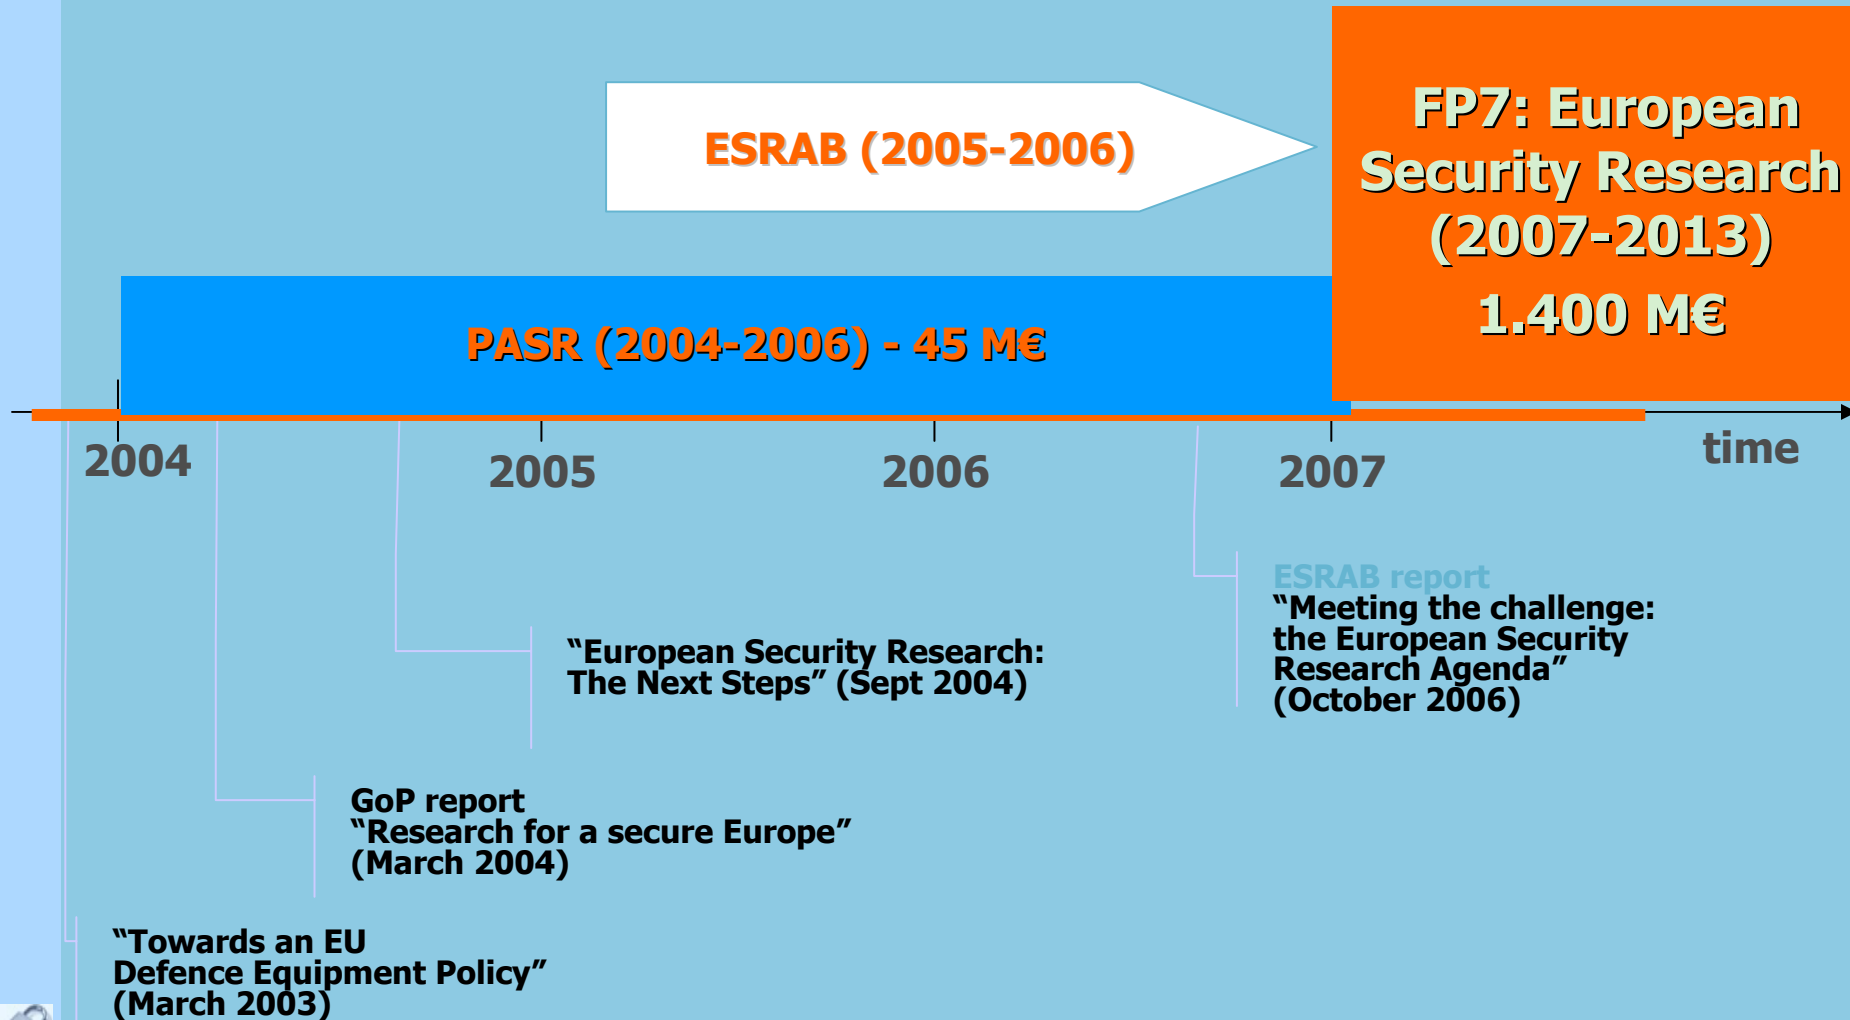 FP7: European
Security Research
(2007-2013)
1.400 M€
ESRAB (2005-2006)
PASR (2004-2006) - 45 M€
2004
2005
2006
2007
time
ESRAB report
“Meeting the challenge:
the European Security
Research Agenda”
(October 2006)
“European Security Research:
The Next Steps” (Sept 2004)
GoP report
“Research for a secure Europe”
(March 2004)
“Towards an EU
Defence Equipment Policy”
(March 2003)